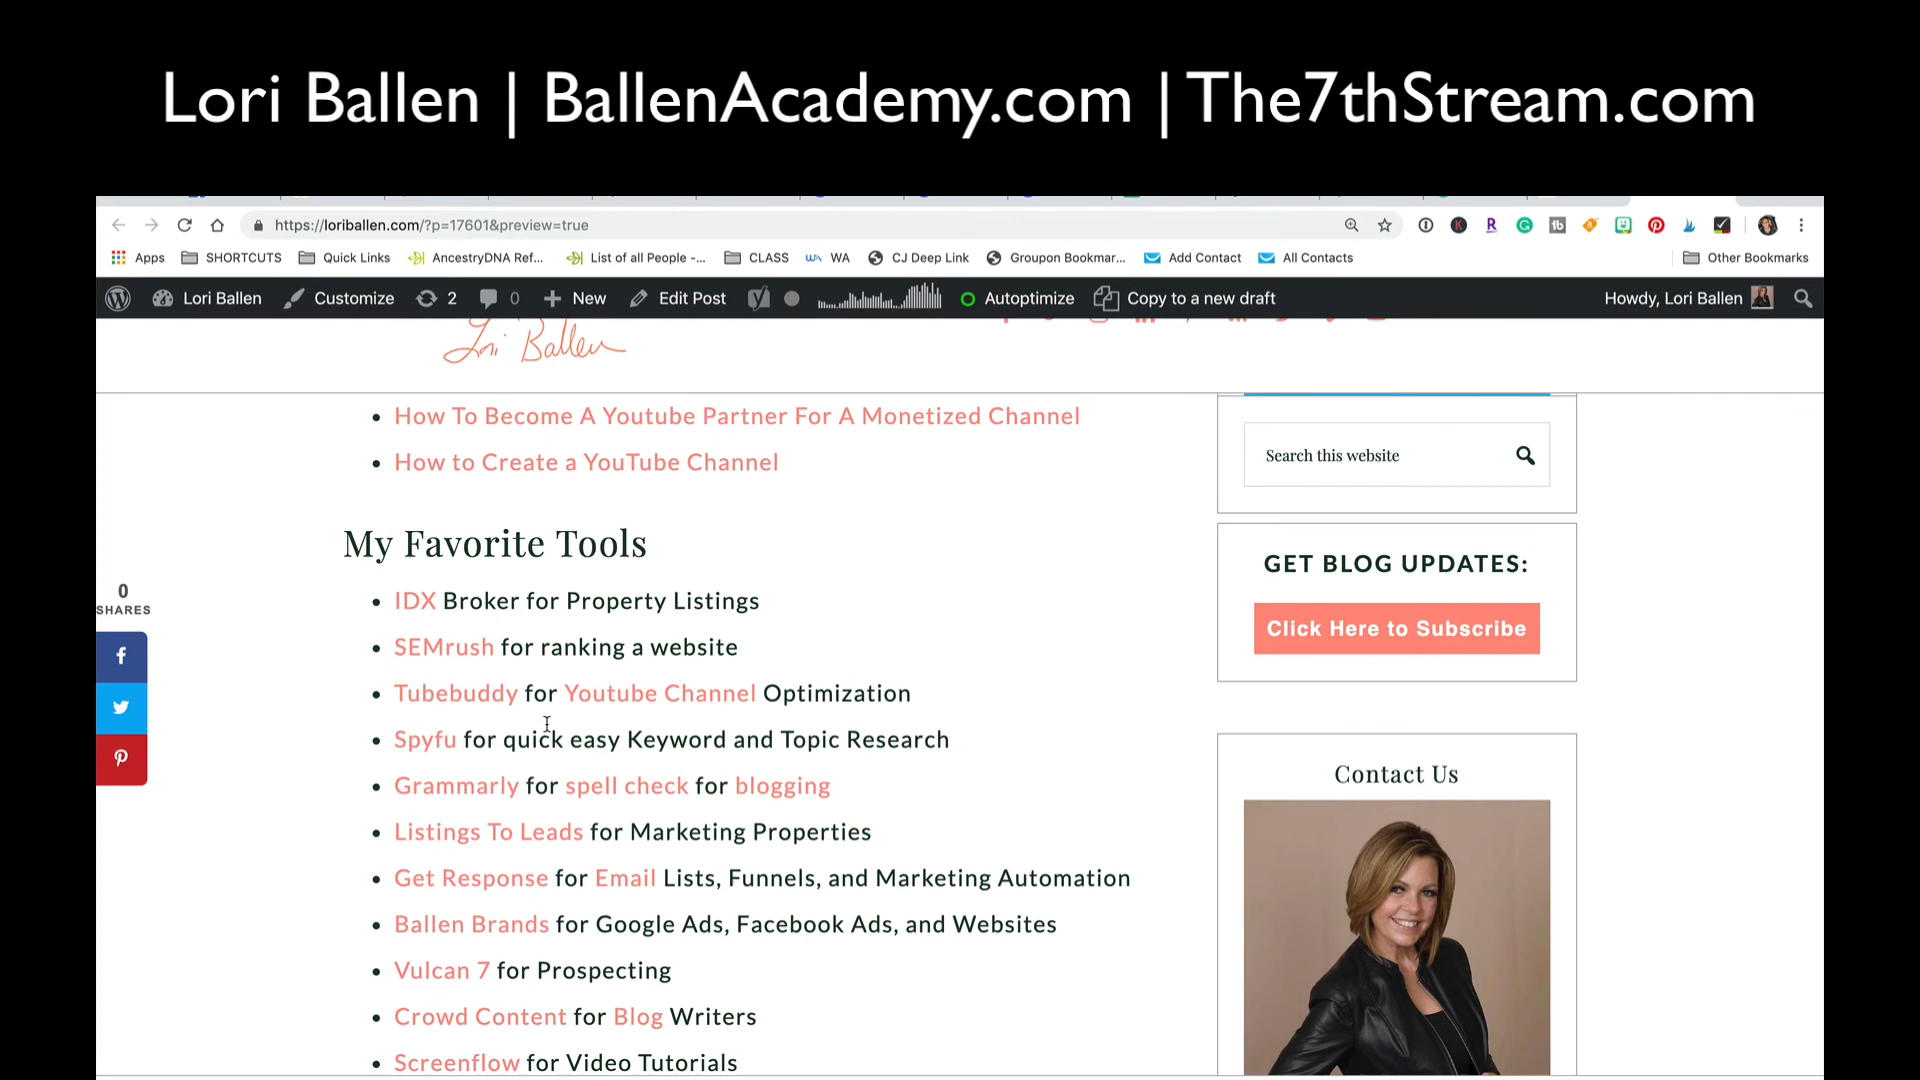 Lori Ballen | BallenAcademy.com | The7thStream.com
https://loriballen.com/?p=17601&preview=true
Apps SHORTCUTS Quick Links AncestryDNA Ref... List of all People -... CLASS WA CJ Deep Link Groupon Bookmar... Add Contact All Contacts Other Bookmarks
Lori Ballen Customize 2 0 New Edit Post Autoptimize Copy to a new draft Howdy, Lori Ballen
Lori Ballen
How To Become A Youtube Partner For A Monetized Channel
How to Create a YouTube Channel
Search this website
My Favorite Tools
GET BLOG UPDATES:
Click Here to Subscribe
0
SHARES
IDX Broker for Property Listings
SEMrush for ranking a website
Tubebuddy for Youtube Channel Optimization
Spyfu for quick easy Keyword and Topic Research
Grammarly for spell check for blogging
Listings To Leads for Marketing Properties
Get Response for Email Lists, Funnels, and Marketing Automation
Ballen Brands for Google Ads, Facebook Ads, and Websites
Vulcan 7 for Prospecting
Crowd Content for Blog Writers
Screenflow for Video Tutorials
Contact Us